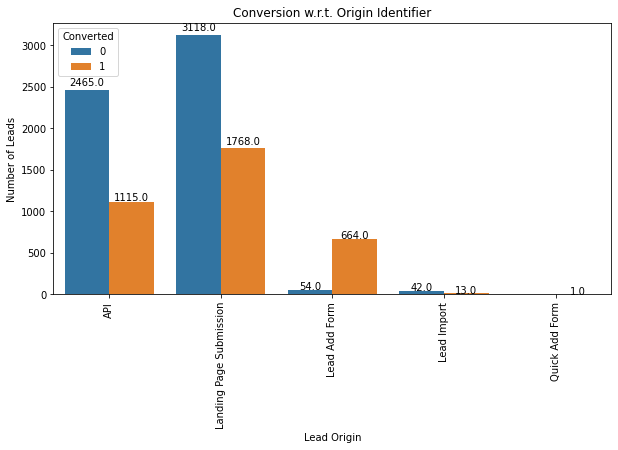 Conversion w.r.t. Origin Identifier
Converted
0
1
Number of Leads
3000
2500
2000
1500
1000
500
0
2465.0
1115.0
3118.0
1768.0
54.0
664.0
42.0
13.0
1.0
API
Landing Page Submission
Lead Add Form
Lead Import
Quick Add Form
Lead Origin